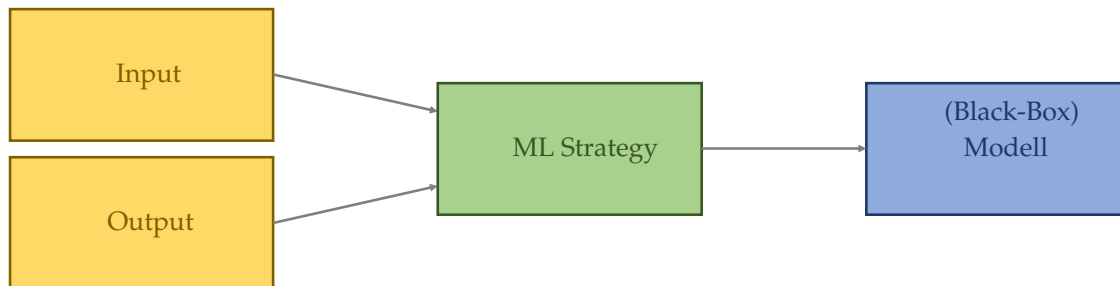 Input
Output
ML Strategy
(Black-Box)
Modell